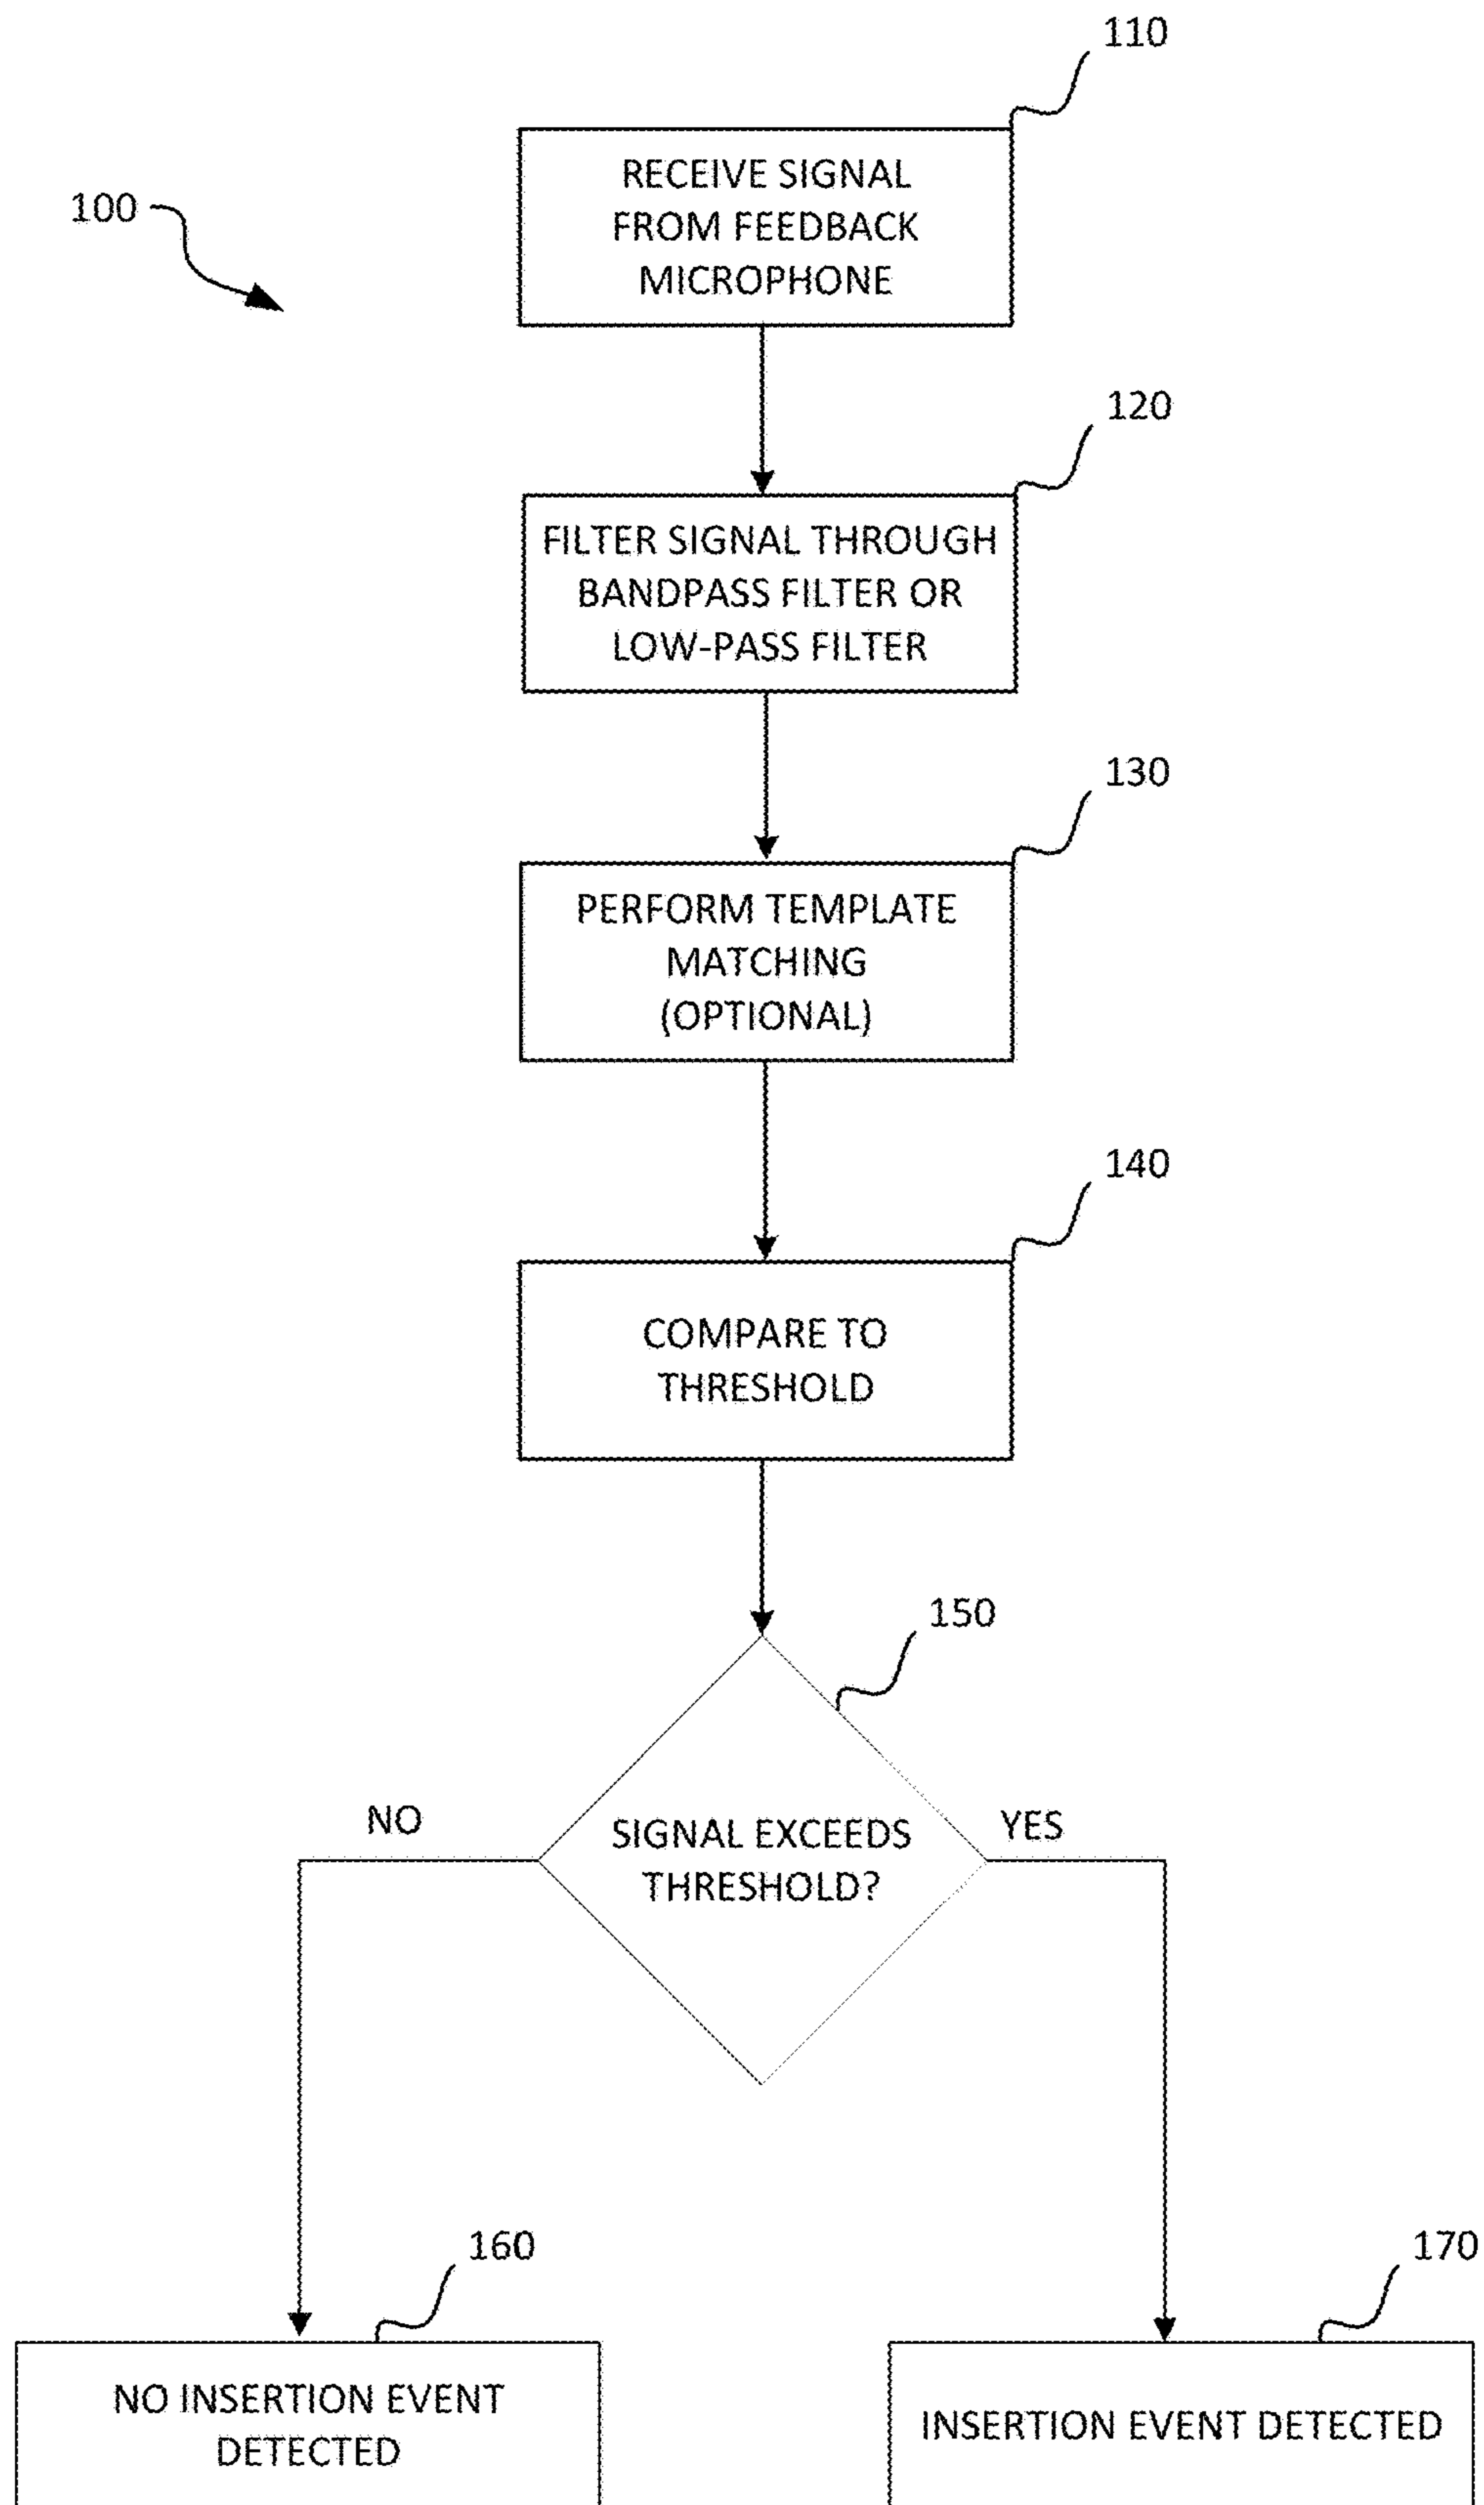 110
100
RECEIVE SIGNAL
FROM FEEDBACK
MICROPHONE
120
FILTER SIGNAL THROUGH
BANDPASS FILTER OR
LOW-PASS FILTER
130
PERFORM TEMPLATE
MATCHING
(OPTIONAL)
140
COMPARE TO
THRESHOLD
150
NO
YES
SIGNAL EXCEEDS
THRESHOLD?
160
170
NO INSERTION EVENT
DETECTED
INSERTION EVENT DETECTED